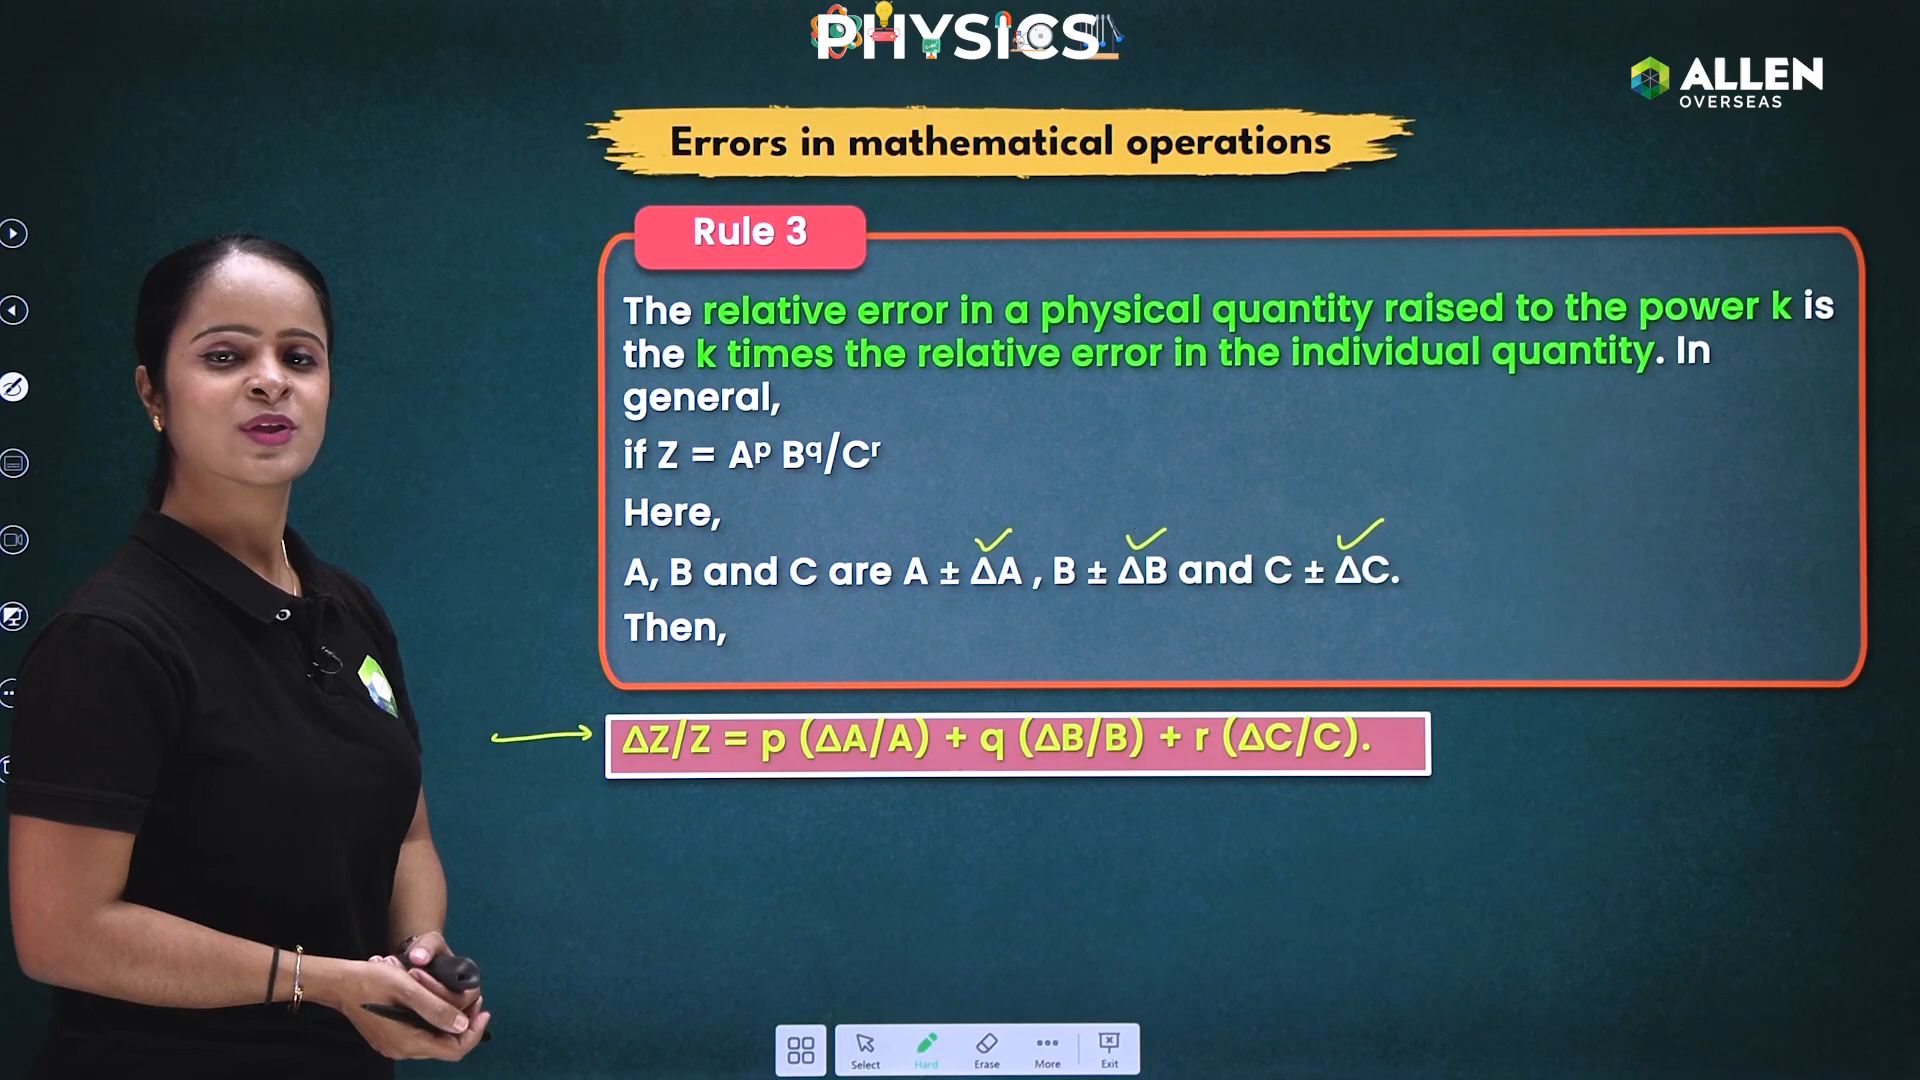 PHYSICS
ALLEN
OVERSEAS
Errors in mathematical operations
Rule 3
The relative error in a physical quantity raised to the power k is
the k times the relative error in the individual quantity. In
general,
if Z = Aᵖ B^q/Cʳ
Here,
A, B and C are A ± ΔA , B ± ΔB and C ± ΔC.
Then,
ΔZ/Z = p (ΔA/A) + q (ΔB/B) + r (ΔC/C).
Select
Hard
Erase
More
Exit